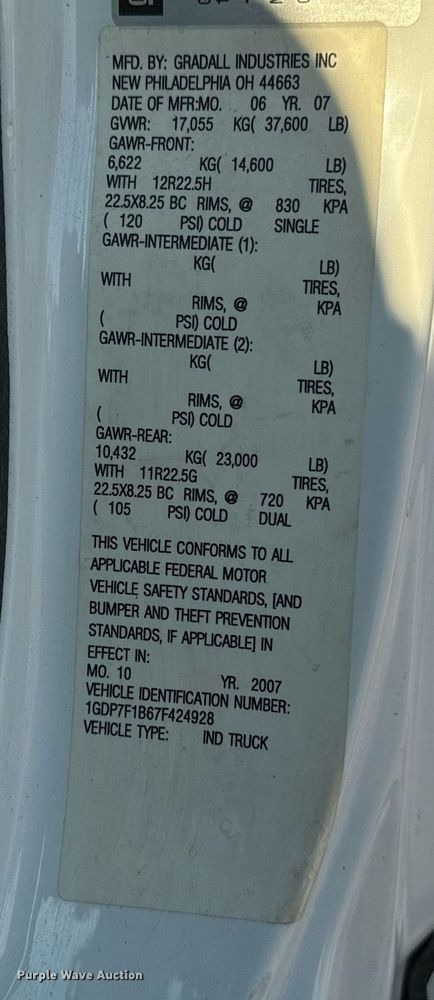 MFD. BY: GRADALL INDUSTRIES INC
NEW PHILADELPHIA OH 44663
DATE OF MFR:MO. 06 YR. 07
GVWR: 17,055 KG( 37,600 LB)
GAWR-FRONT:
6,622 KG( 14,600 LB)
WITH 12R22.5H TIRES,
22.5X8.25 BC RIMS, @ 830 KPA
( 120 PSI) COLD SINGLE
GAWR-INTERMEDIATE (1):
KG( LB)
WITH TIRES,
RIMS, @ KPA
( PSI) COLD
GAWR-INTERMEDIATE (2):
KG( LB)
WITH TIRES,
RIMS, @ KPA
( PSI) COLD
GAWR-REAR:
10,432 KG( 23,000 LB)
WITH 11R22.5G TIRES,
22.5X8.25 BC RIMS, @ 720 KPA
( 105 PSI) COLD DUAL
THIS VEHICLE CONFORMS TO ALL
APPLICABLE FEDERAL MOTOR
VEHICLE SAFETY STANDARDS, [AND
BUMPER AND THEFT PREVENTION
STANDARDS, IF APPLICABLE] IN
EFFECT IN:
MO. 10 YR. 2007
VEHICLE IDENTIFICATION NUMBER:
1GDP7F1B67F424928
VEHICLE TYPE: IND TRUCK
Purple Wave Auction